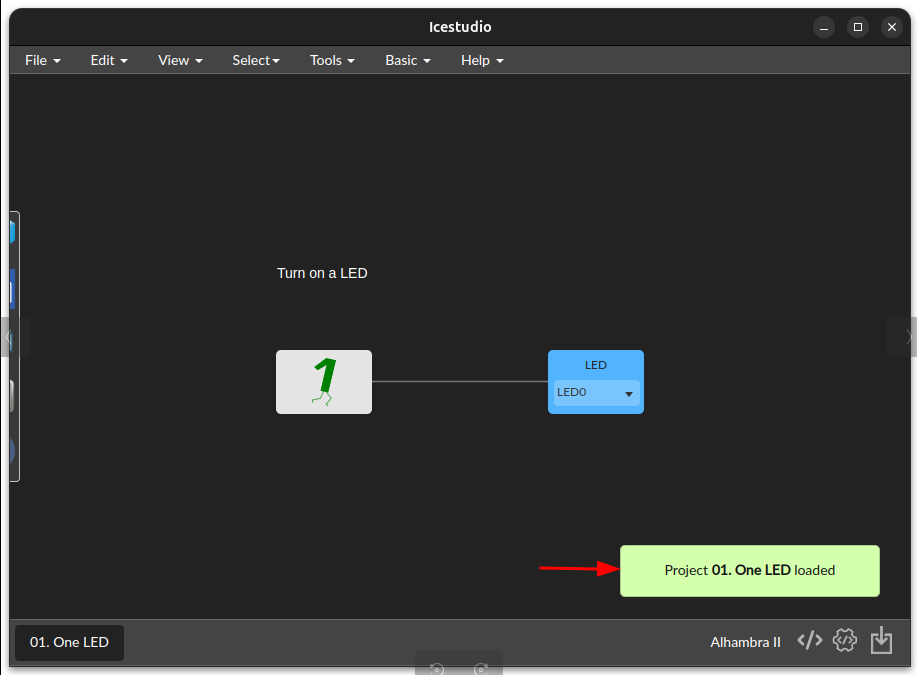 Icestudio
File Edit View Select Tools Basic Help
Turn on a LED
1
LED
LED0
Project 01. One LED loaded
01. One LED
Alhambra II